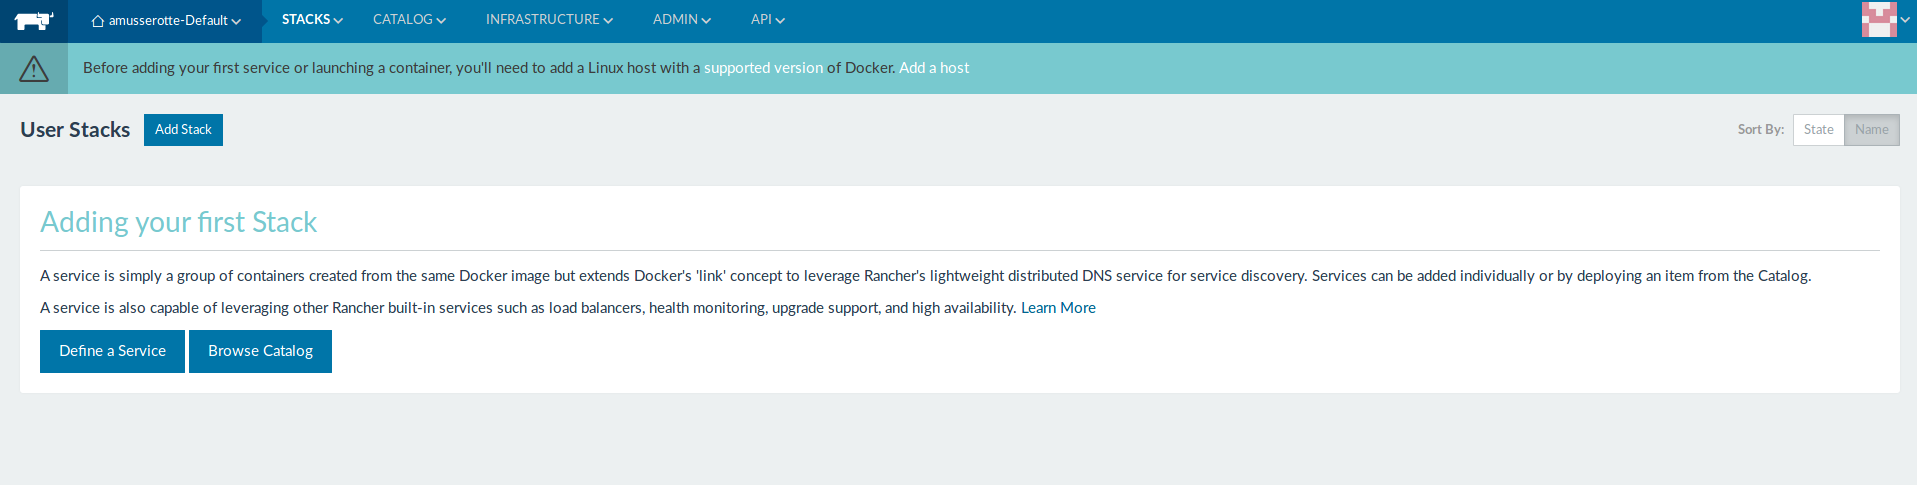 amusserotte-Default STACKS CATALOG INFRASTRUCTURE ADMIN API
Before adding your first service or launching a container, you'll need to add a Linux host with a supported version of Docker. Add a host
User Stacks Add Stack Sort By: State Name
Adding your first Stack
A service is simply a group of containers created from the same Docker image but extends Docker's 'link' concept to leverage Rancher's lightweight distributed DNS service for service discovery. Services can be added individually or by deploying an item from the Catalog.
A service is also capable of leveraging other Rancher built-in services such as load balancers, health monitoring, upgrade support, and high availability. Learn More
Define a Service Browse Catalog